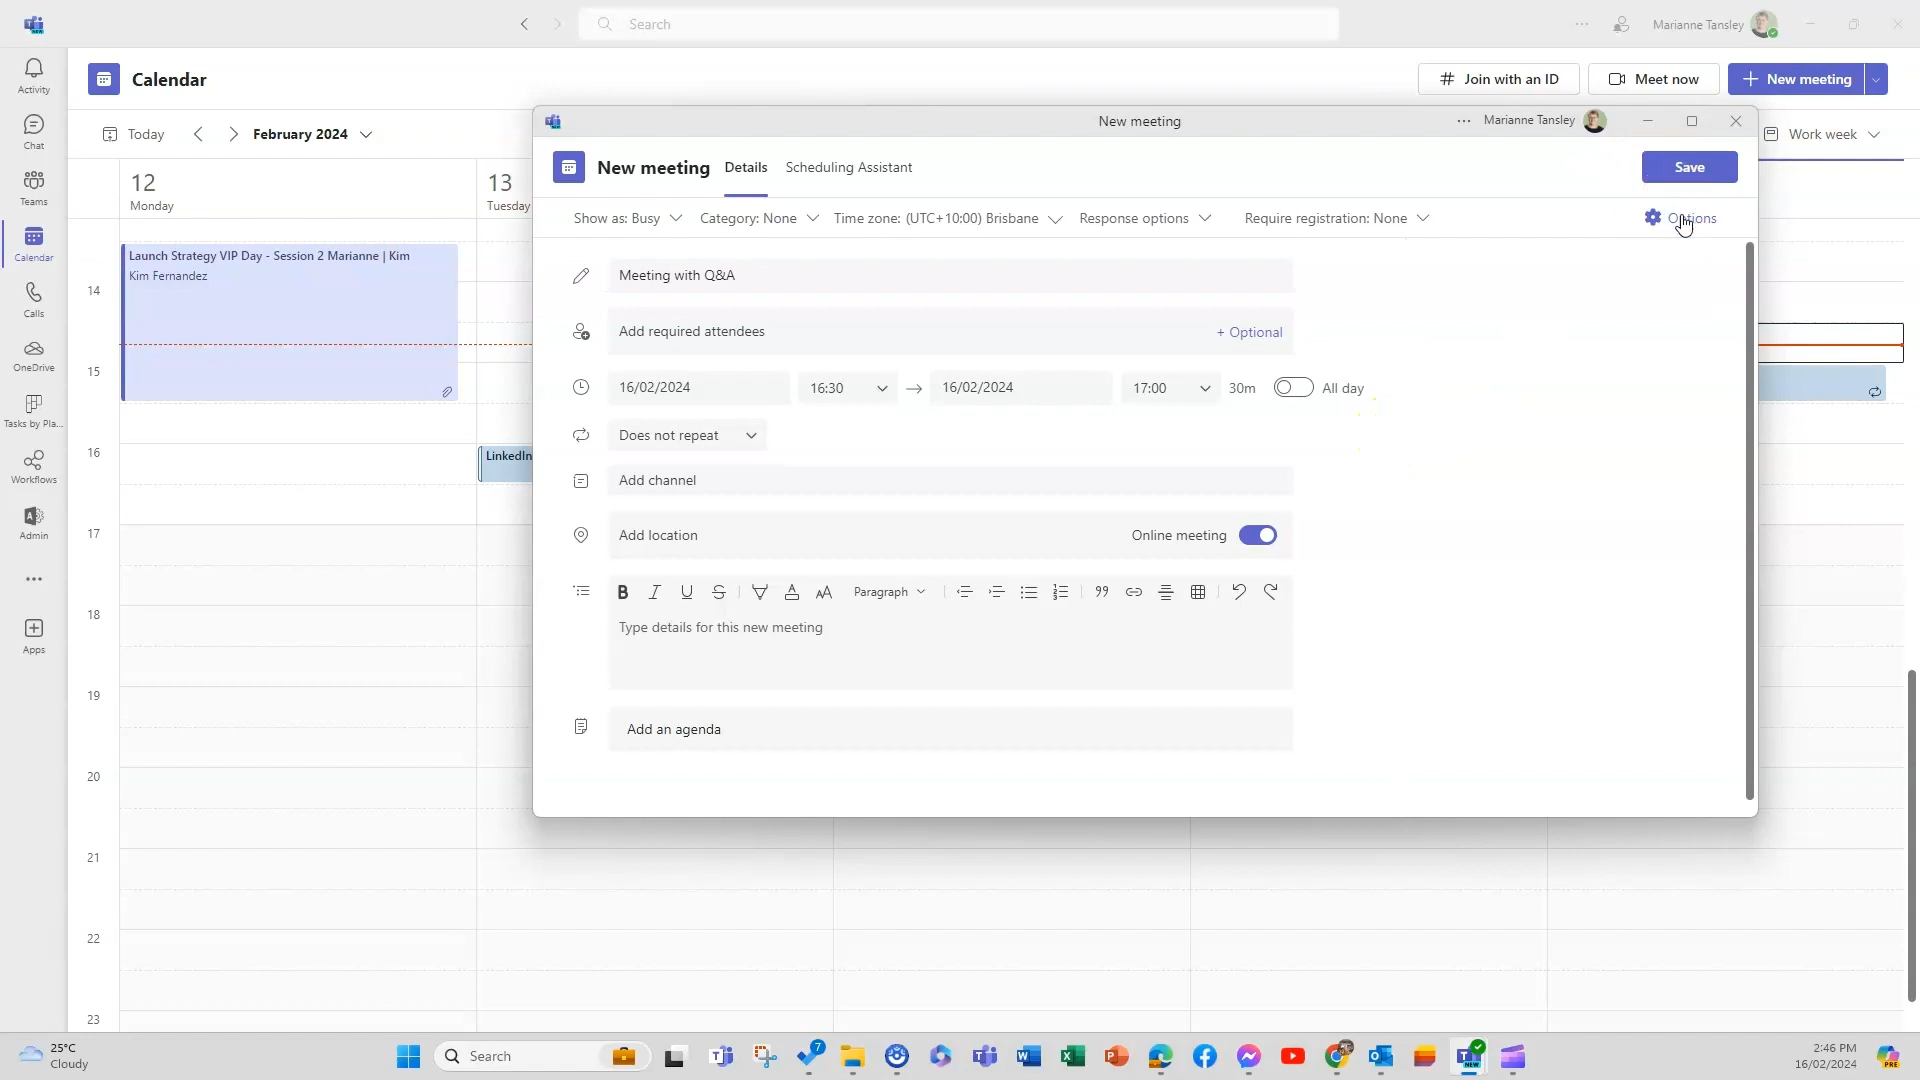 Search
Marianne Tansley
Activity
Chat
Teams
Calendar
Calls
OneDrive
Tasks by Pla...
Workflows
Admin
Apps
Calendar
Join with an ID
Meet now
New meeting
Today
February 2024
Work week
12
Monday
13
Tuesday
Launch Strategy VIP Day - Session 2 Marianne | Kim
Kim Fernandez
LinkedIn
14
15
16
17
18
19
20
21
22
23
New meeting
Marianne Tansley
New meeting
Details
Scheduling Assistant
Save
Show as: Busy
Category: None
Time zone: (UTC+10:00) Brisbane
Response options
Require registration: None
Options
Meeting with Q&A
Add required attendees
+ Optional
16/02/2024
16:30
16/02/2024
17:00
30m
All day
Does not repeat
Add channel
Add location
Online meeting
Paragraph
Type details for this new meeting
Add an agenda
25°C
Cloudy
Search
7
NEW
2:46 PM
16/02/2024
PRE